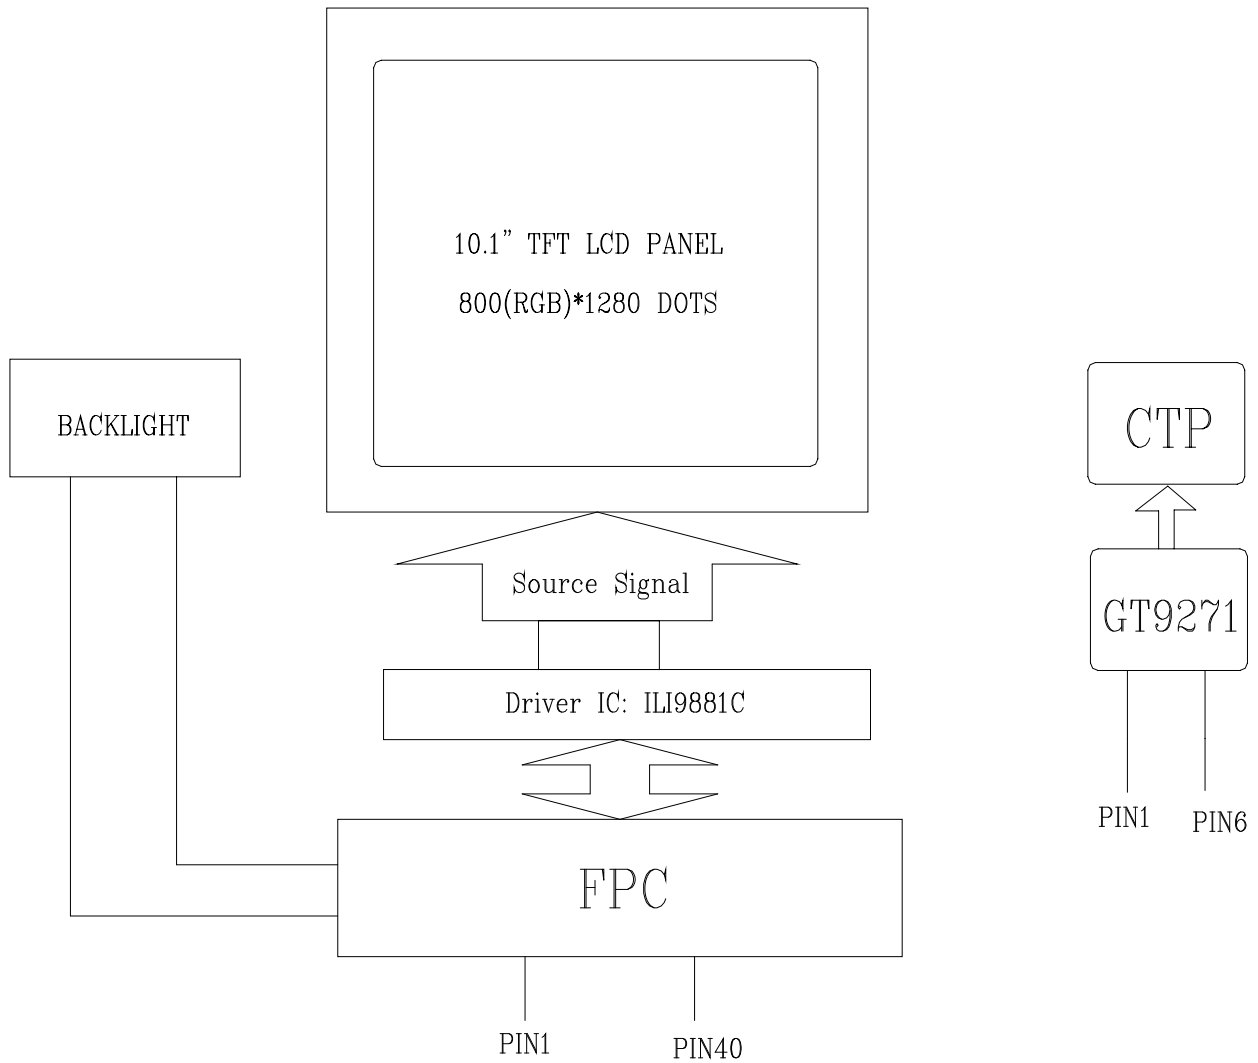 10.1" TFT LCD PANEL
800(RGB)*1280 DOTS
BACKLIGHT
CTP
Source Signal
GT9271
Driver IC: ILI9881C
PIN1
PIN6
FPC
PIN1
PIN40